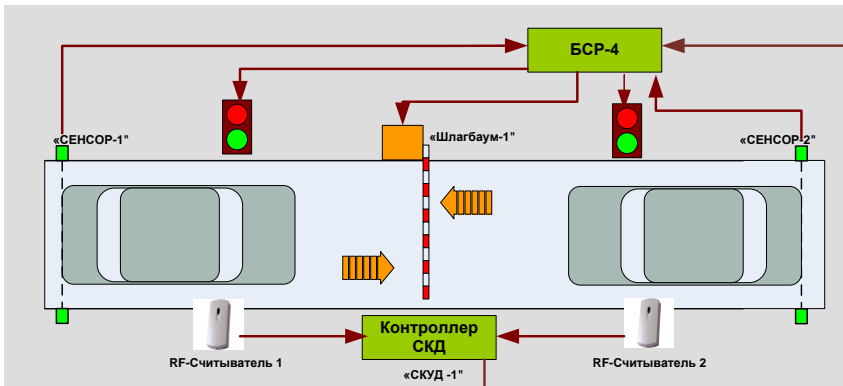 БСР-4
«СЕНСОР-1"
«Шлагбаум-1"
«СЕНСОР-2"
RF-Считыватель 1
Контроллер
СКД
RF-Считыватель 2
«СКУД -1"